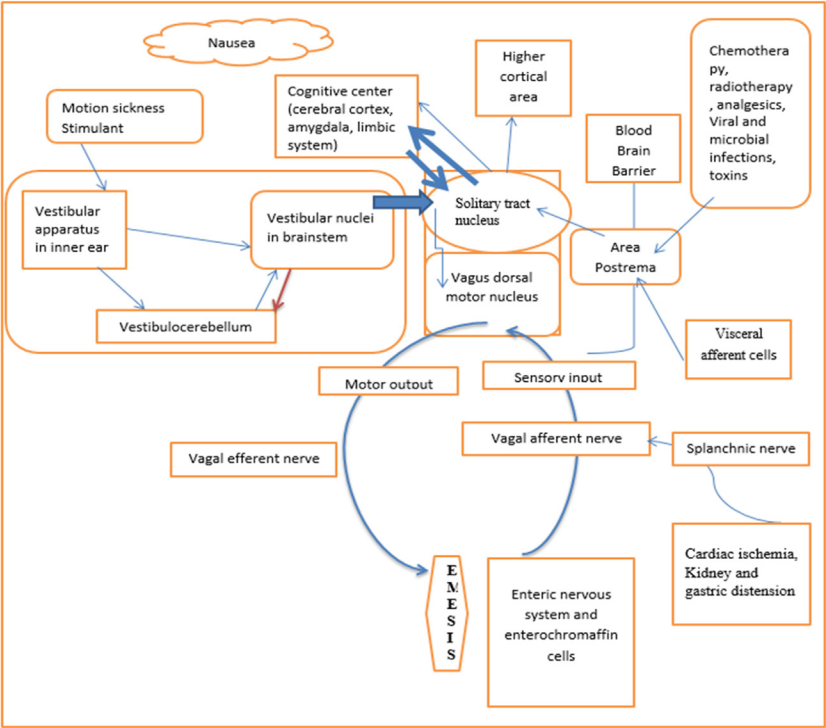 Nausea
Higher
cortical
area
Chemothera
py,
radiotherapy
, analgesics,
Viral and
microbial
infections,
toxins
Cognitive center
(cerebral cortex,
amygdala, limbic
system)
Motion sickness
Stimulant
Blood
Brain
Barrier
Vestibular
apparatus
in inner ear
Vestibular nuclei
in brainstem
Solitary tract
nucleus
Area
Postrema
Vagus dorsal
motor nucleus
Vestibulocerebellum
Visceral
afferent cells
Motor output
Sensory input
Vagal efferent nerve
Vagal afferent nerve
Splanchnic nerve
Cardiac ischemia,
Kidney and
gastric distension
E
M
E
S
I
S
Enteric nervous
system and
enterochromaffin
cells